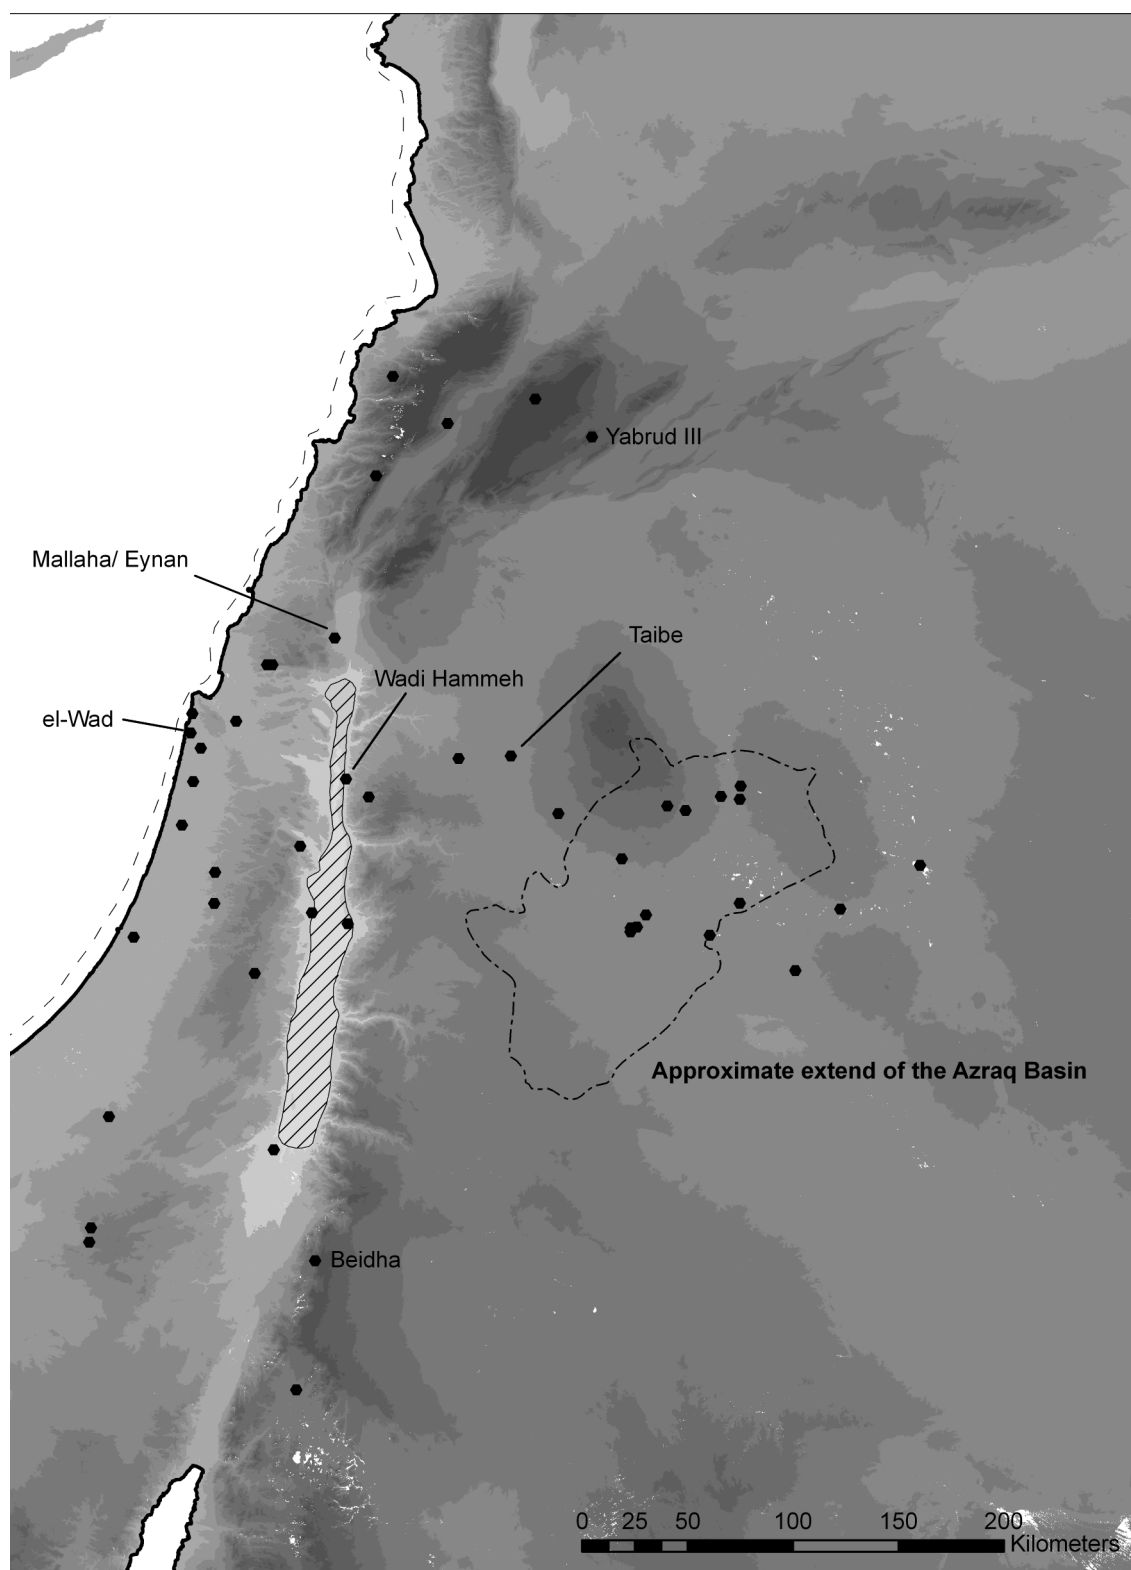 Yabrud III
Mallaha/ Eynan
Taibe
Wadi Hammeh
el-Wad
Approximate extend of the Azraq Basin
Beidha
0 25 50 100 150 200
Kilometers